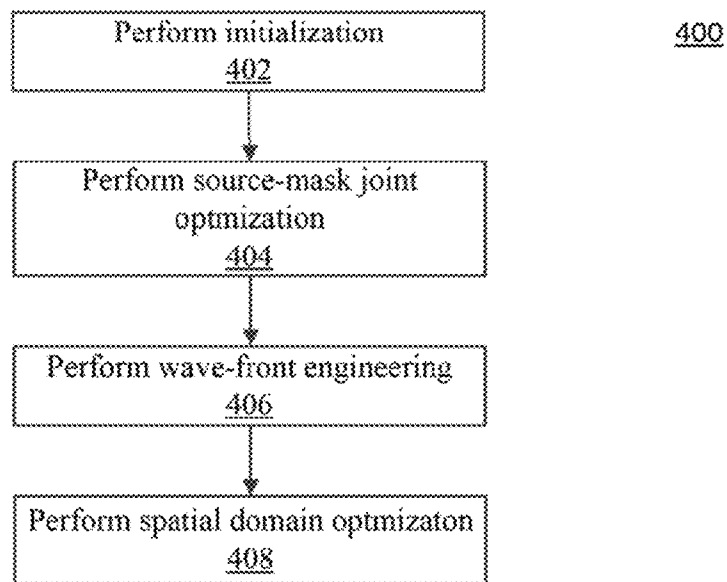 Perform initialization
402
400
Perform source-mask joint
optmization
404
Perform wave-front engineering
406
Perform spatial domain optmizaton
408